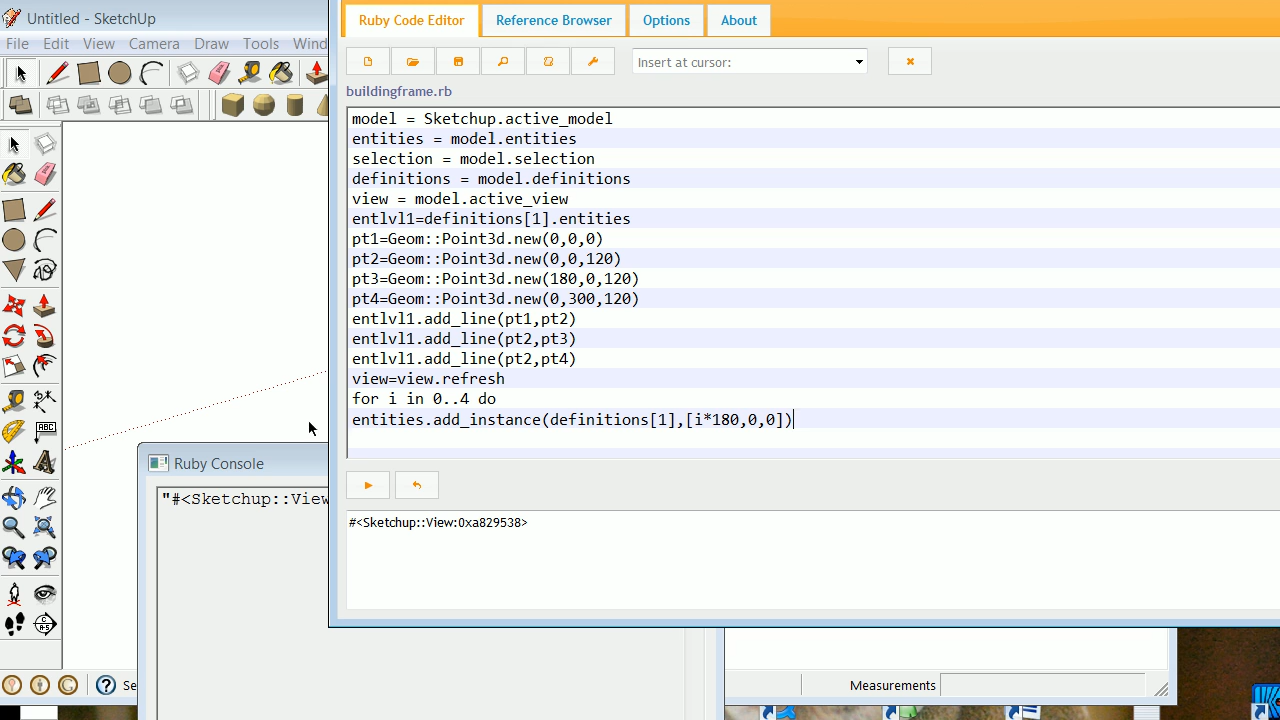 Untitled - SketchUp
File Edit View Camera Draw Tools Wind
Ruby Code Editor
Reference Browser
Options
About
Insert at cursor:
buildingframe.rb
model = Sketchup.active_model
entities = model.entities
selection = model.selection
definitions = model.definitions
view = model.active_view
entlvl1=definitions[1].entities
pt1=Geom::Point3d.new(0,0,0)
pt2=Geom::Point3d.new(0,0,120)
pt3=Geom::Point3d.new(180,0,120)
pt4=Geom::Point3d.new(0,300,120)
entlvl1.add_line(pt1,pt2)
entlvl1.add_line(pt2,pt3)
entlvl1.add_line(pt2,pt4)
view=view.refresh
for i in 0..4 do
entities.add_instance(definitions[1],[i*180,0,0])
ABC
Ruby Console
"#<Sketchup::View
#<Sketchup::View:0xa829538>
Se
Measurements